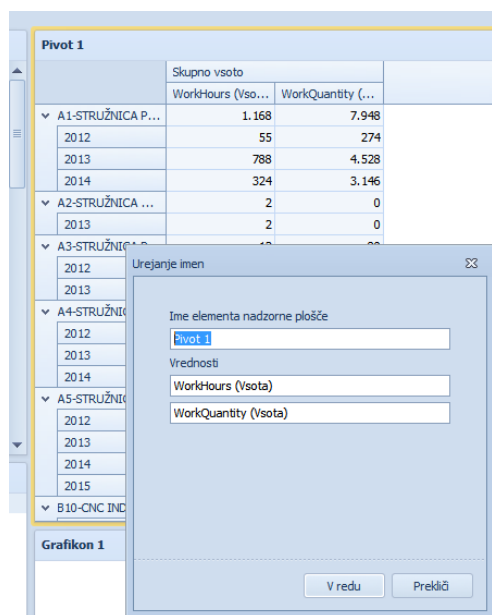 Pivot 1
Skupno vsoto
WorkHours (Vso... WorkQuantity (...
A1-STRUŽNICA P... 1.168 7.948
2012 55 274
2013 788 4.528
2014 324 3.146
A2-STRUŽNICA ... 2 0
2013 2 0
A3-STRUŽNICA
2012
2013
A4-STRUŽNIC
2012
2013
2014
A5-STRUŽNIC
2012
2013
2014
2015
B10-CNC IND
Grafikon 1
Urejanje imen
Ime elementa nadzorne plošče
Pivot 1
Vrednosti
WorkHours (Vsota)
WorkQuantity (Vsota)
V redu Prekliči